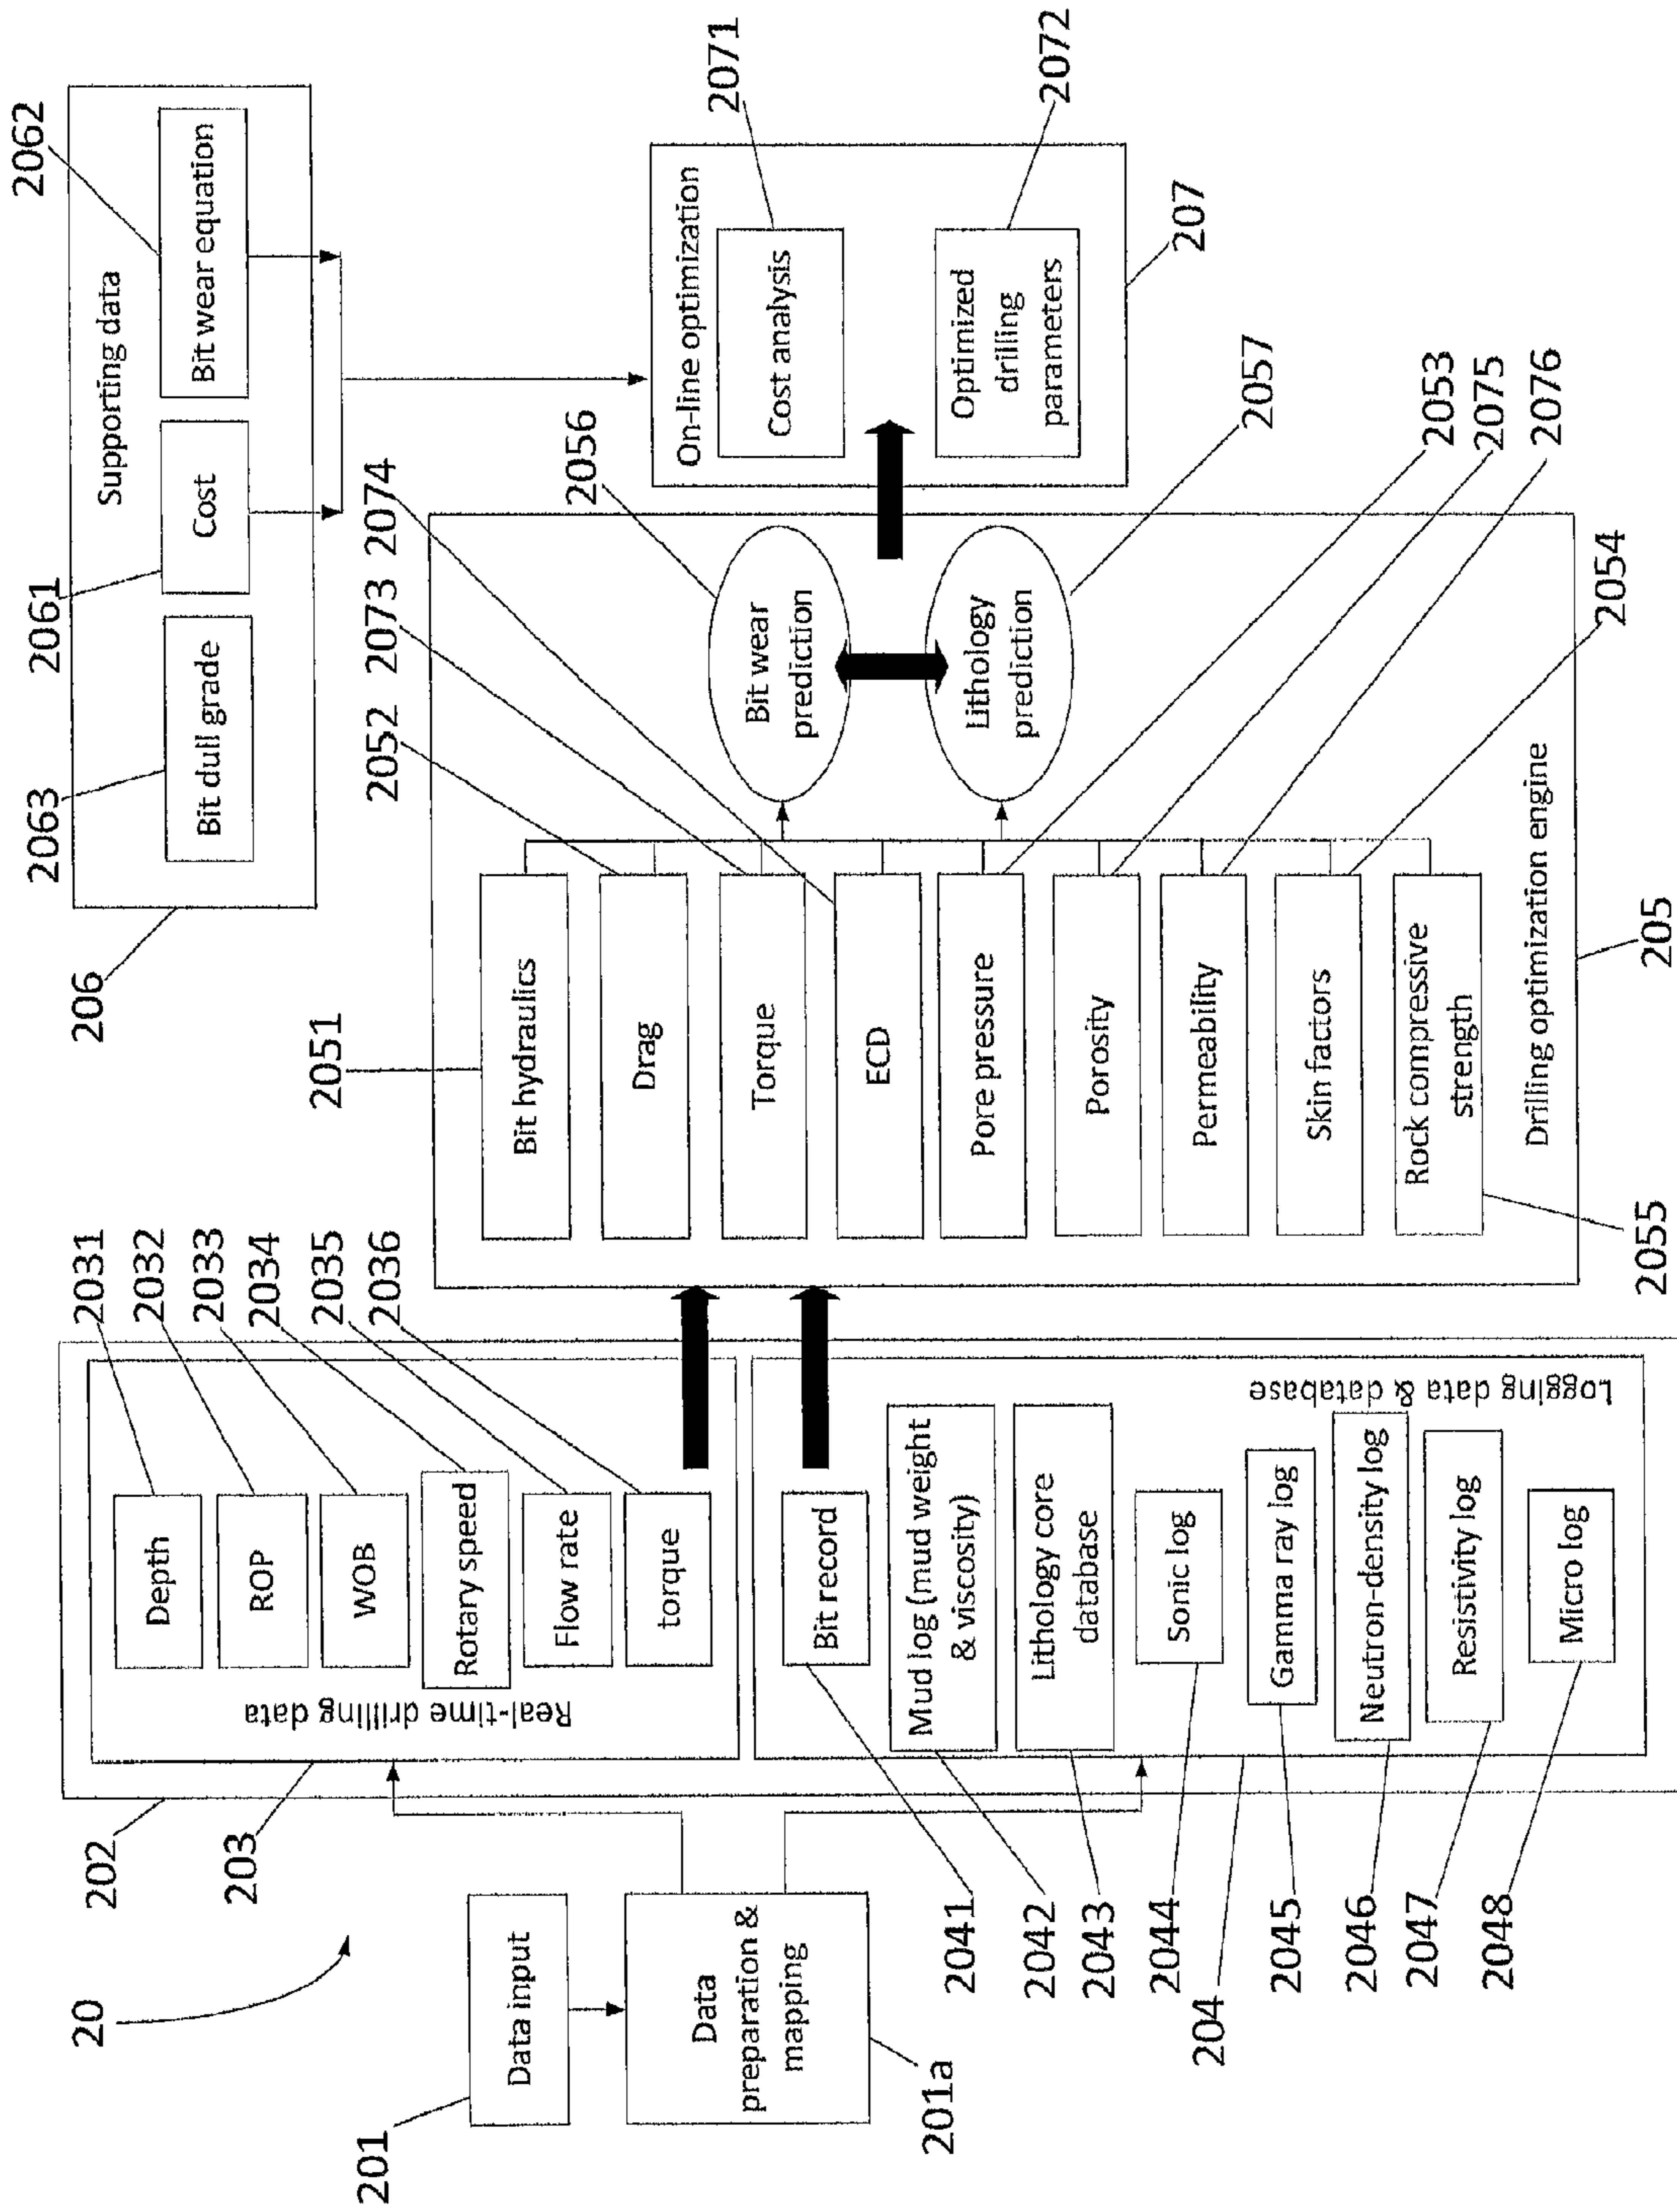 20
201
Data input
Data
preparation &
mapping
201a
202
203
Real-time drilling data
Depth
ROP
WOB
Rotary speed
Flow rate
torque
2031
2032
2033
2034
2035
2036
Bit record
Mud log (mud weight
& viscosity)
Lithology core
database
Sonic log
Gamma ray log
Neutron-density log
Resistivity log
Micro log
Logging data & database
2041
2042
2043
2044
204
2045
2046
2047
2048
2051
Bit hydraulics
Drag
Torque
ECD
Pore pressure
Porosity
Permeability
Skin factors
Rock compressive
strength
2055
Drilling optimization engine
205
2052
2073
2074
2056
Bit wear
prediction
Lithology
prediction
2057
2053
2075
2076
2054
206
Supporting data
Bit dull grade
Cost
Bit wear equation
2063
2061
2062
On-line optimization
Cost analysis
Optimized
drilling
parameters
2071
2072
207